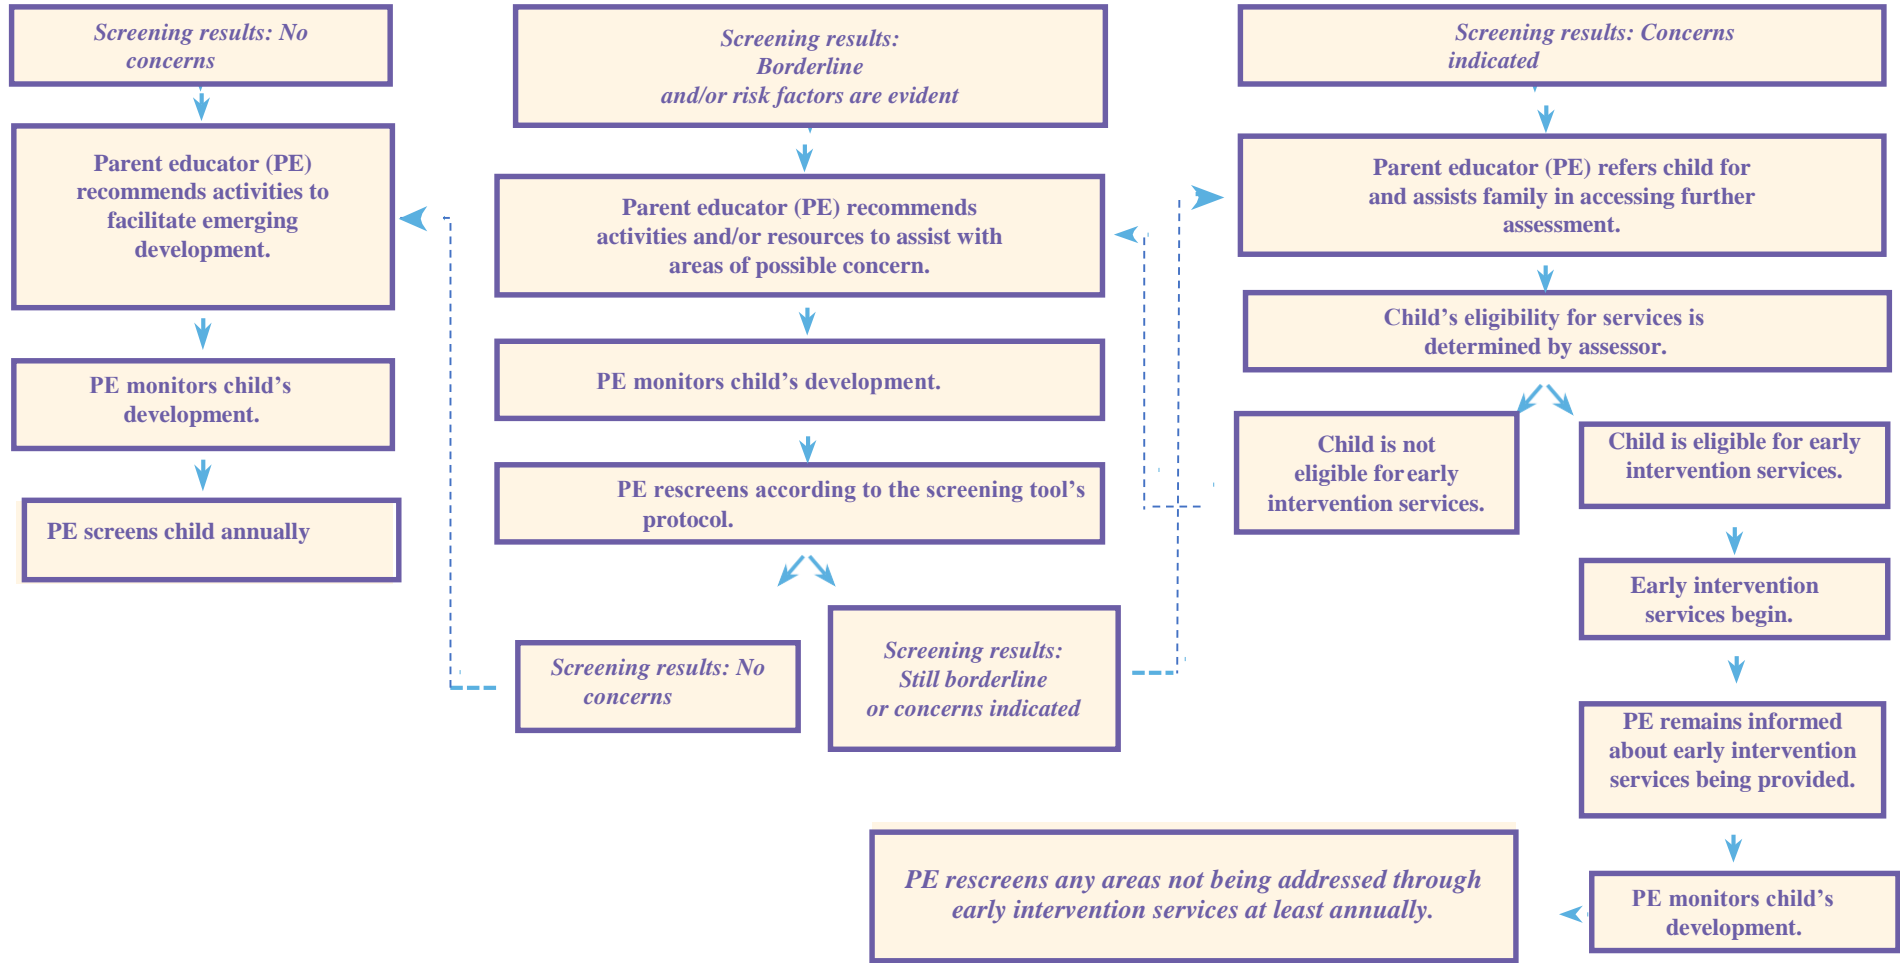 Screening results: No
concerns
Parent educator (PE)
recommends activities to
facilitate emerging
development.
PE monitors child’s
development.
PE screens child annually
Screening results:
Borderline
and/or risk factors are evident
Parent educator (PE) recommends
activities and/or resources to assist with
areas of possible concern.
PE monitors child’s development.
PE rescreens according to the screening tool’s
protocol.
Screening results: No
concerns
Screening results:
Still borderline
or concerns indicated
Screening results: Concerns
indicated
Parent educator (PE) refers child for
and assists family in accessing further
assessment.
Child’s eligibility for services is
determined by assessor.
Child is not
eligible for early
intervention services.
Child is eligible for early
intervention services.
Early intervention
services begin.
PE remains informed
about early intervention
services being provided.
PE monitors child’s
development.
PE rescreens any areas not being addressed through
early intervention services at least annually.